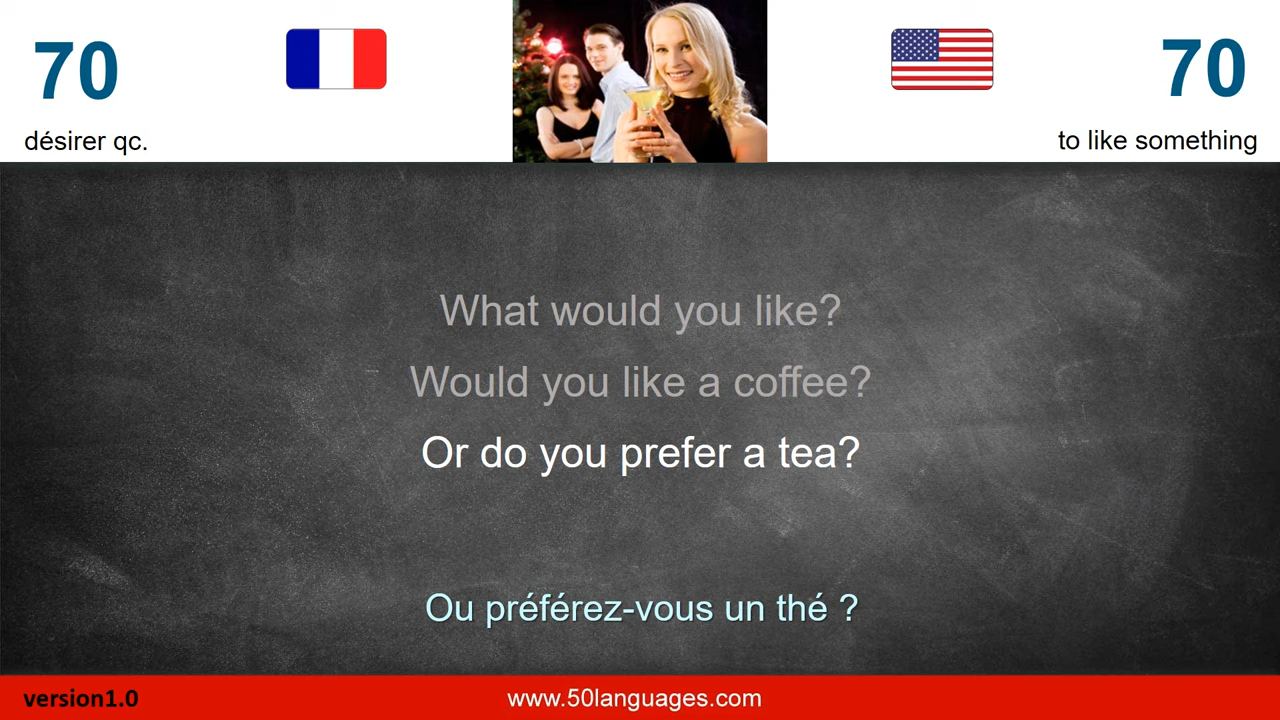 70
70
désirer qc.
to like something
What would you like?
Would you like a coffee?
Or do you prefer a tea?
Ou préférez-vous un thé ?
version1.0
www.50languages.com